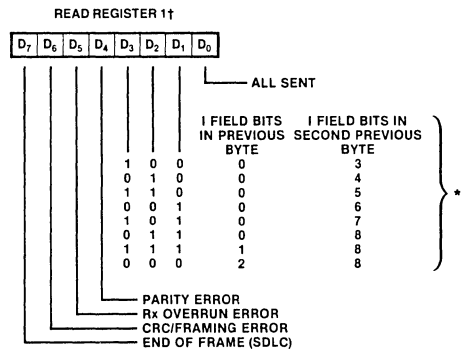 READ REGISTER 1†
D7 D6 D5 D4 D3 D2 D1 D0
ALL SENT
I FIELD BITS I FIELD BITS IN
IN PREVIOUS SECOND PREVIOUS
BYTE BYTE
1 0 0 0 3
0 1 0 0 4
1 1 0 0 5
0 0 1 0 6
1 0 1 0 7
0 1 1 0 8
1 1 1 1 8
0 0 0 2 8
*
PARITY ERROR
Rx OVERRUN ERROR
CRC/FRAMING ERROR
END OF FRAME (SDLC)